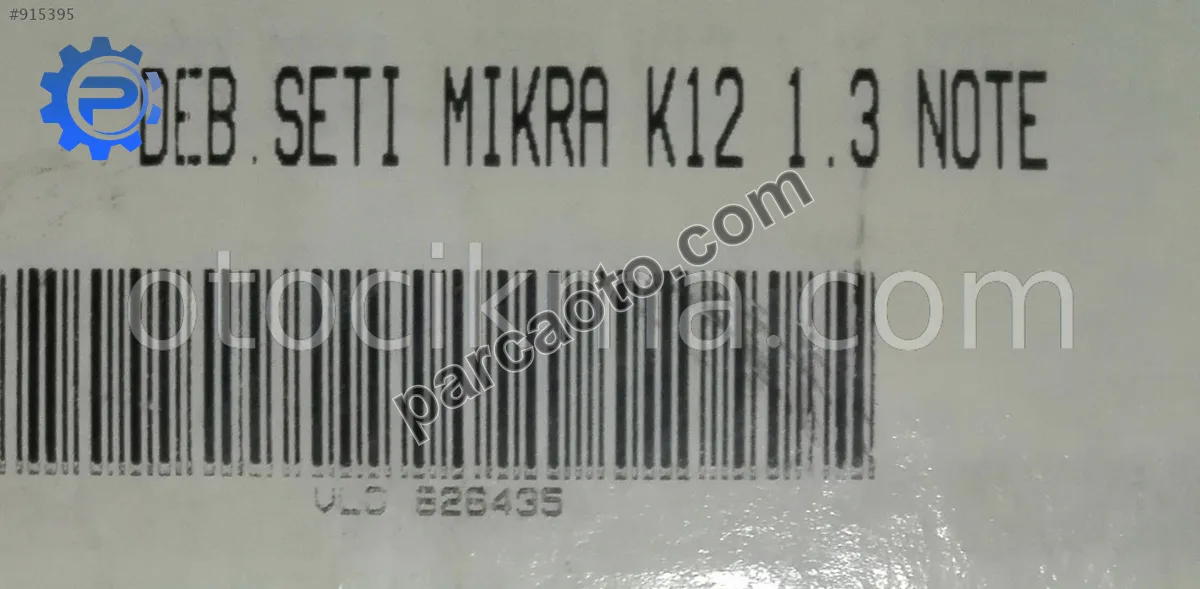 #915395
DEB.SETI MIKRA K12 1.3 NOTE
parcaoto.com
otocikma.com
VLO 826435